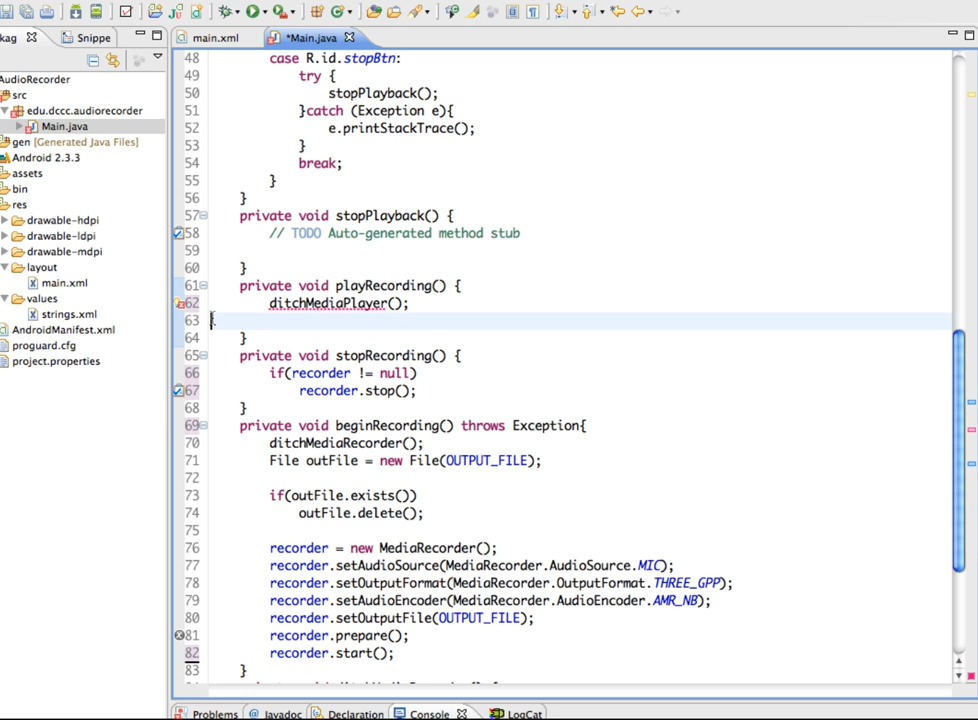 kag
Snippe
AudioRecorder
src
edu.dccc.audiorecorder
Main.java
gen [Generated Java Files]
Android 2.3.3
assets
bin
res
drawable-hdpi
drawable-ldpi
drawable-mdpi
layout
main.xml
values
strings.xml
AndroidManifest.xml
proguard.cfg
project.properties
main.xml
*Main.java
48 case R.id.stopBtn:
49 try {
50 stopPlayback();
51 }catch (Exception e){
52 e.printStackTrace();
53 }
54 break;
55 }
56 }
57 private void stopPlayback() {
58 // TODO Auto-generated method stub
59
60 }
61 private void playRecording() {
62 ditchMediaPlayer();
63
64 }
65 private void stopRecording() {
66 if(recorder != null)
67 recorder.stop();
68 }
69 private void beginRecording() throws Exception{
70 ditchMediaRecorder();
71 File outFile = new File(OUTPUT_FILE);
72
73 if(outFile.exists())
74 outFile.delete();
75
76 recorder = new MediaRecorder();
77 recorder.setAudioSource(MediaRecorder.AudioSource.MIC);
78 recorder.setOutputFormat(MediaRecorder.OutputFormat.THREE_GPP);
79 recorder.setAudioEncoder(MediaRecorder.AudioEncoder.AMR_NB);
80 recorder.setOutputFile(OUTPUT_FILE);
81 recorder.prepare();
82 recorder.start();
83 }
Problems @ Javadoc Declaration Console LogCat